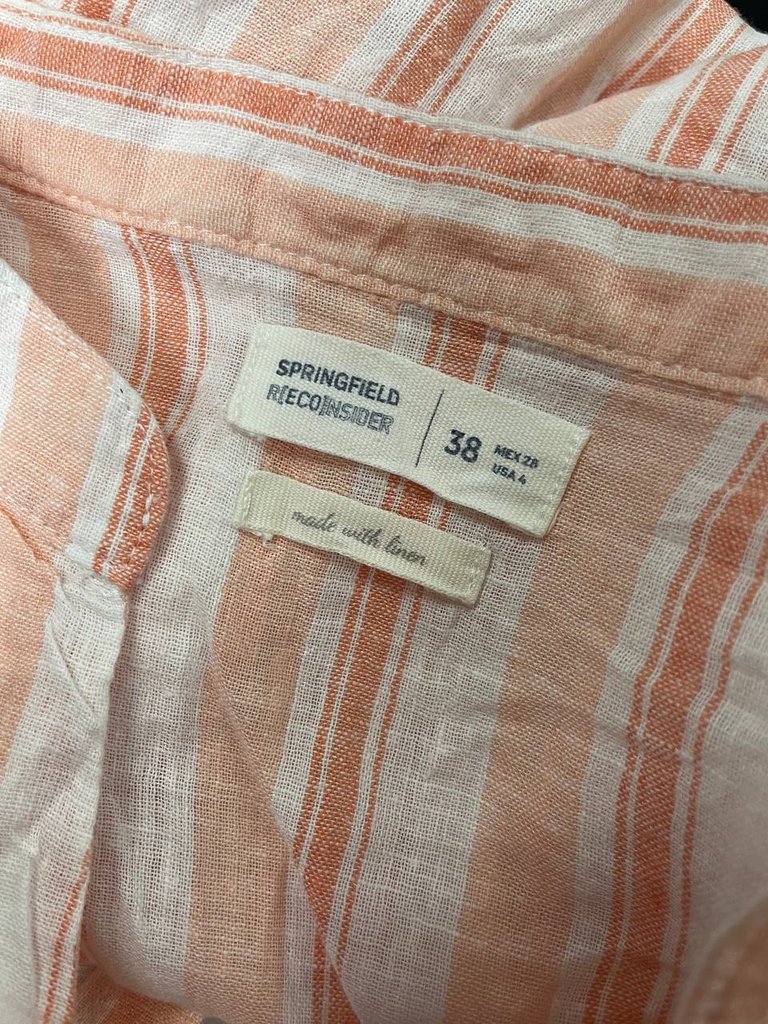 SPRINGFIELD
R[ECO]NSIDER
38
MEX 28
USA 4
made with linen